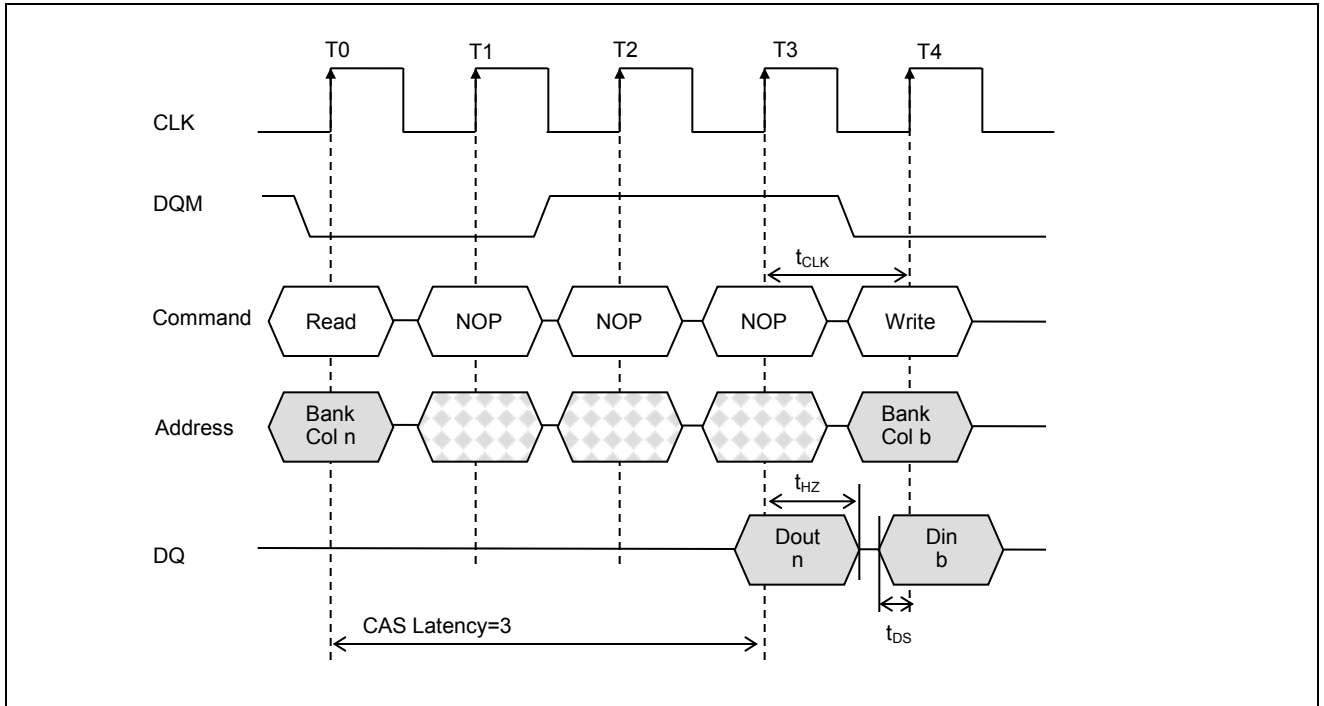 T0 T1 T2 T3 T4
CLK
DQM
tCLK
Command Read NOP NOP NOP Write
Address Bank Col n Bank Col b
tHZ
DQ Dout n Din b
CAS Latency=3
tDS